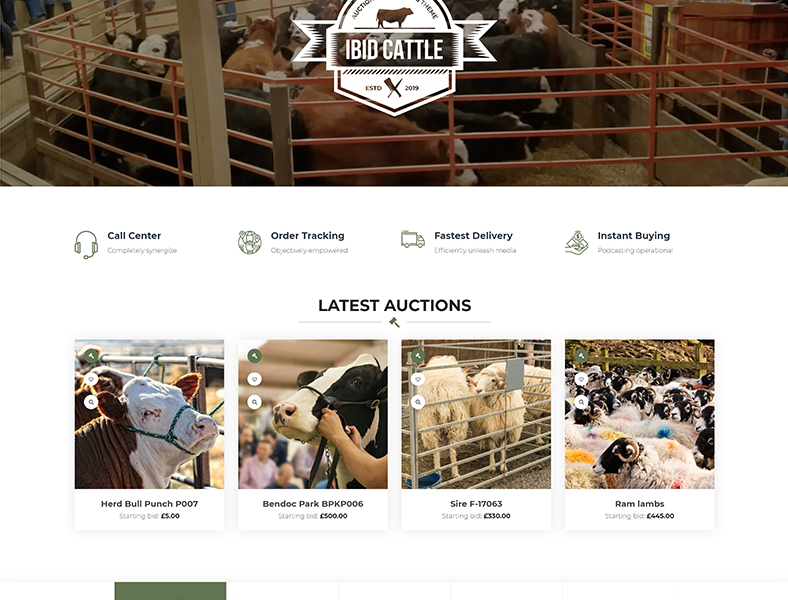 AUCTION THEME
IBID CATTLE
ESTD 2019
Call Center
Completely synergize
Order Tracking
Objectively empowered
Fastest Delivery
Efficiently unleash media
Instant Buying
Podcasting operational
LATEST AUCTIONS
Herd Bull Punch P007
Starting bid: £5.00
Bendoc Park BPKP006
Starting bid: £500.00
Sire F-17063
Starting bid: £330.00
Ram lambs
Starting bid: £445.00